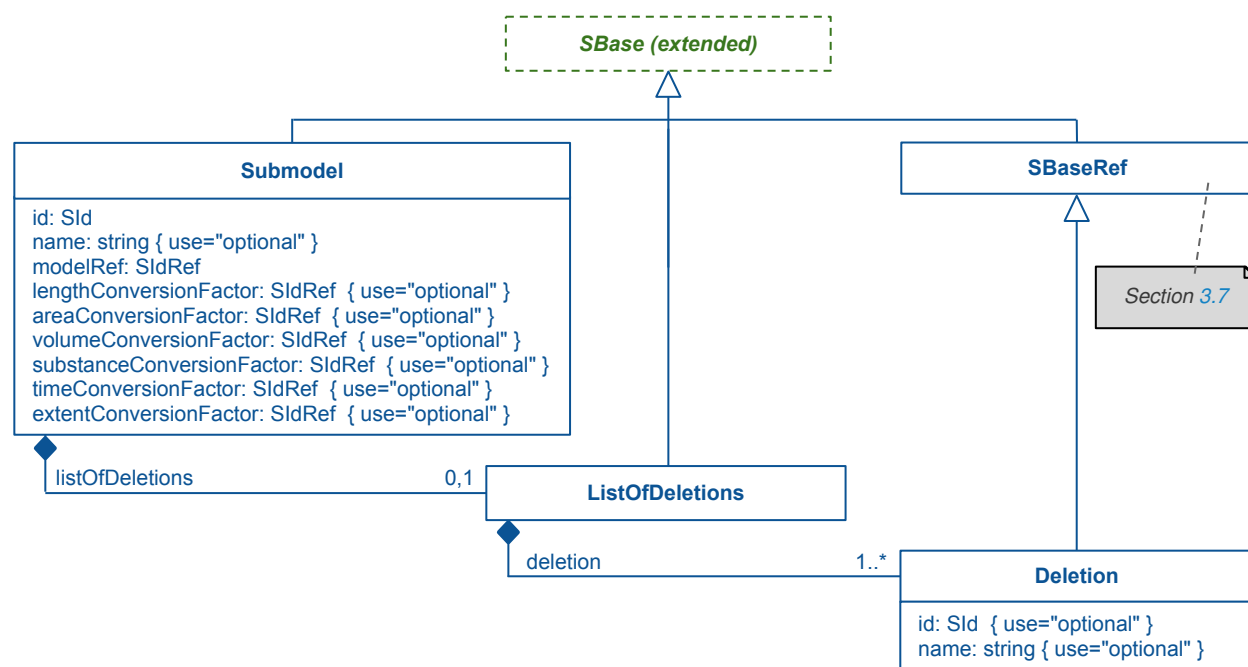 SBase (extended)
Submodel
id: SId
name: string { use="optional" }
modelRef: SIdRef
lengthConversionFactor: SIdRef { use="optional" }
areaConversionFactor: SIdRef { use="optional" }
volumeConversionFactor: SIdRef { use="optional" }
substanceConversionFactor: SIdRef { use="optional" }
timeConversionFactor: SIdRef { use="optional" }
extentConversionFactor: SIdRef { use="optional" }
SBaseRef
Section 3.7
listOfDeletions 0,1
ListOfDeletions
deletion 1..*
Deletion
id: SId { use="optional" }
name: string { use="optional" }